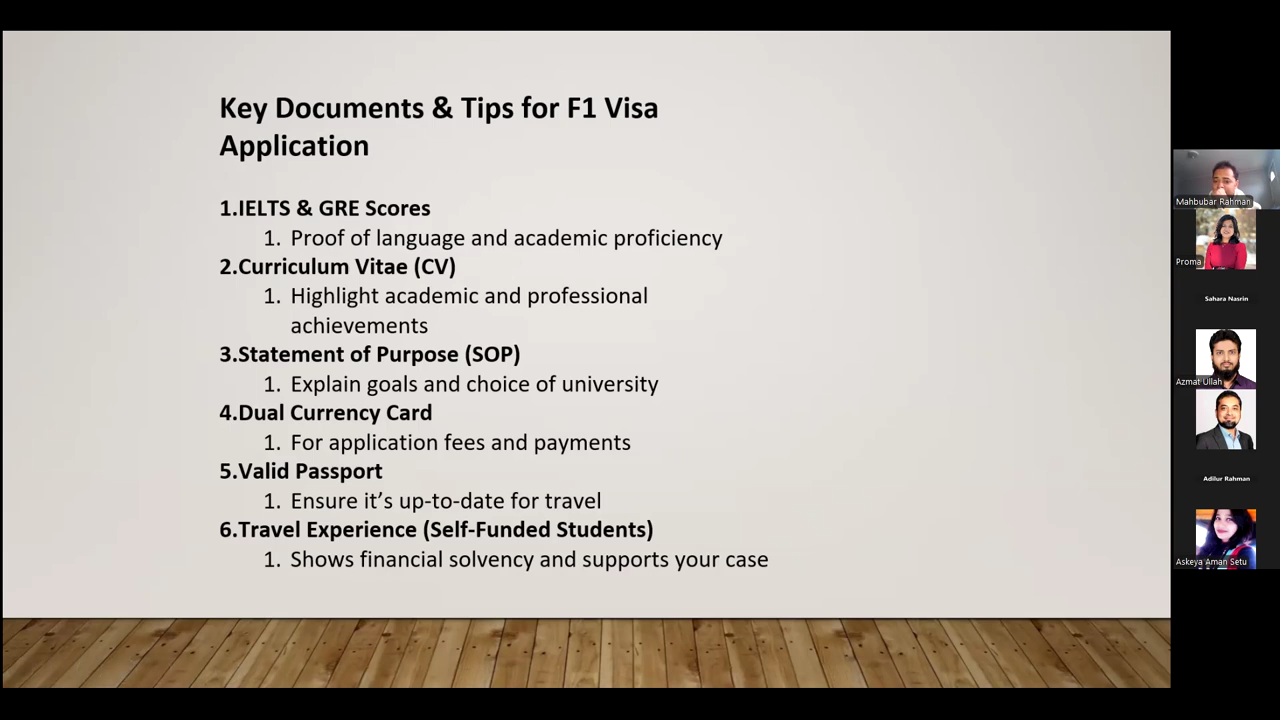 Key Documents & Tips for F1 Visa
Application
1.IELTS & GRE Scores
1. Proof of language and academic proficiency
2.Curriculum Vitae (CV)
1. Highlight academic and professional
achievements
3.Statement of Purpose (SOP)
1. Explain goals and choice of university
4.Dual Currency Card
1. For application fees and payments
5.Valid Passport
1. Ensure it’s up-to-date for travel
6.Travel Experience (Self-Funded Students)
1. Shows financial solvency and supports your case
Mahbubar Rahman
Proma
Sahara Nasrin
Azmat Ullah
Adilur Rahman
Askeya Aman Setu